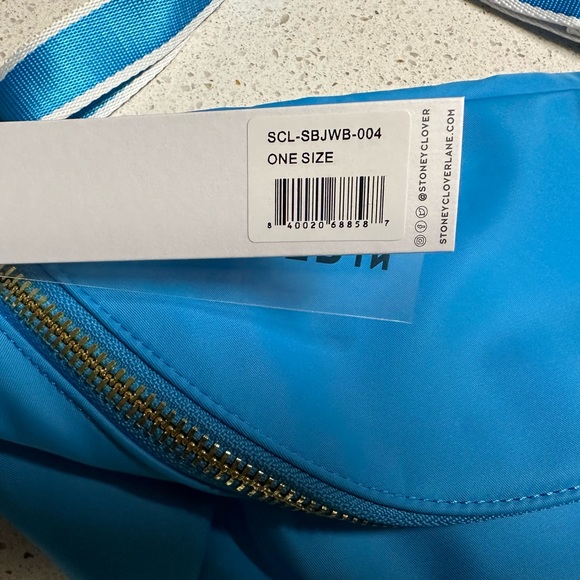 SCL-SBJWB-004
ONE SIZE
8 40020 68858 7
@STONEYCLOVER
STONEYCLOVERLANE.COM